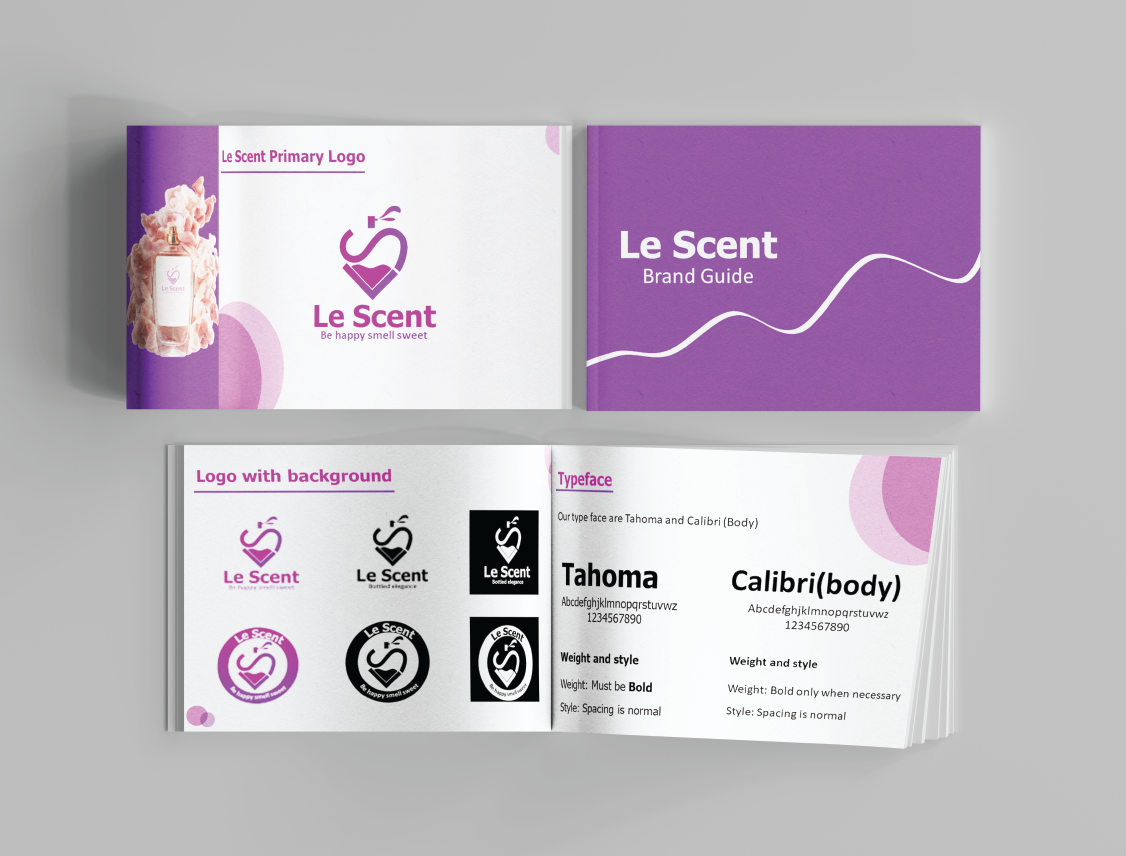 Le Scent Primary Logo
Le Scent
Le Scent
Be happy smell sweet
Le Scent
Brand Guide
Logo with background
Le Scent
Be happy smell sweet
Le Scent
Bottled elegance
Le Scent
Bottled elegance
Le Scent
Be happy smell sweet
Le Scent
Be happy smell sweet
Le Scent
Be happy smell sweet
Typeface
Our type face are Tahoma and Calibri (Body)
Tahoma
Abcdefghjklmnopqrstuvwz
1234567890
Weight and style
Weight: Must be Bold
Style: Spacing is normal
Calibri(body)
Abcdefghjklmnopqrstuvwz
1234567890
Weight and style
Weight: Bold only when necessary
Style: Spacing is normal